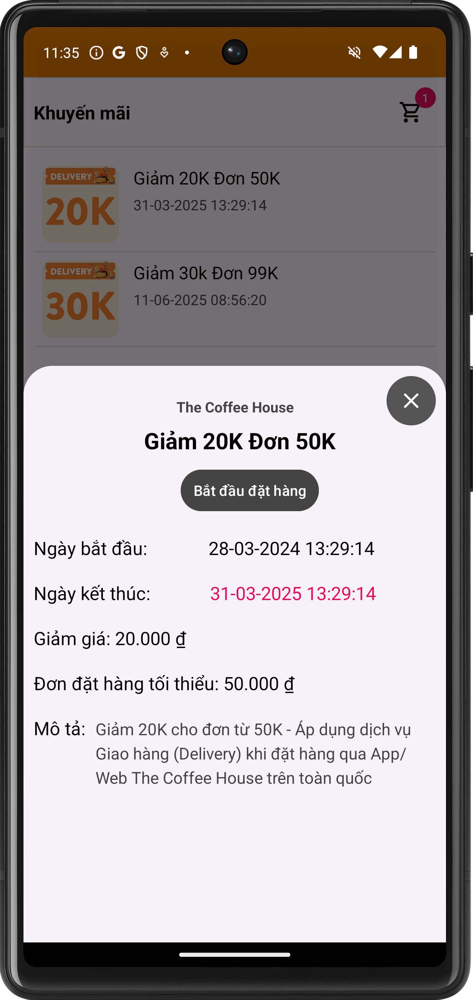 11:35
Khuyến mãi
1
DELIVERY
20K
Giảm 20K Đơn 50K
31-03-2025 13:29:14
DELIVERY
30K
Giảm 30k Đơn 99K
11-06-2025 08:56:20
The Coffee House
Giảm 20K Đơn 50K
Bắt đầu đặt hàng
Ngày bắt đầu: 28-03-2024 13:29:14
Ngày kết thúc: 31-03-2025 13:29:14
Giảm giá: 20.000 ₫
Đơn đặt hàng tối thiểu: 50.000 ₫
Mô tả: Giảm 20K cho đơn từ 50K - Áp dụng dịch vụ
Giao hàng (Delivery) khi đặt hàng qua App/
Web The Coffee House trên toàn quốc